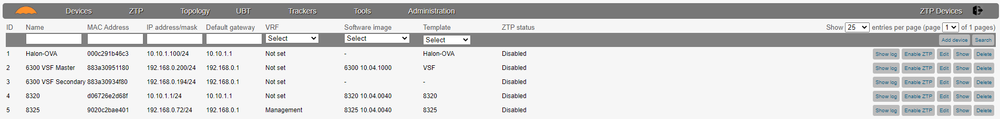 Devices ZTP Topology UBT Trackers Tools Administration ZTP Devices
ID Name MAC Address IP address/mask Default gateway VRF Software image Template ZTP status Show 25 entries per page (page 1 of 1 pages)
Select Select Select Add device Search
1 Halon-OVA 000c291b46c3 10.10.1.100/24 10.10.1.1 Not set - Halon-OVA Disabled Show log Enable ZTP Edit Show Delete
2 6300 VSF Master 883a30951180 192.168.0.200/24 192.168.0.1 Not set 6300 10.04.1000 VSF Disabled Show log Enable ZTP Edit Show Delete
3 6300 VSF Secondary 883a30934f80 192.168.0.194/24 192.168.0.1 Not set - - Disabled Show log Enable ZTP Edit Show Delete
4 8320 d06726e2d68f 10.10.1.1/24 10.10.1.1 Not set 8320 10.04.0040 8320 Disabled Show log Enable ZTP Edit Show Delete
5 8325 9020c2bae401 192.168.0.72/24 192.168.0.1 Management 8325 10.04.0040 8325 Disabled Show log Enable ZTP Edit Show Delete